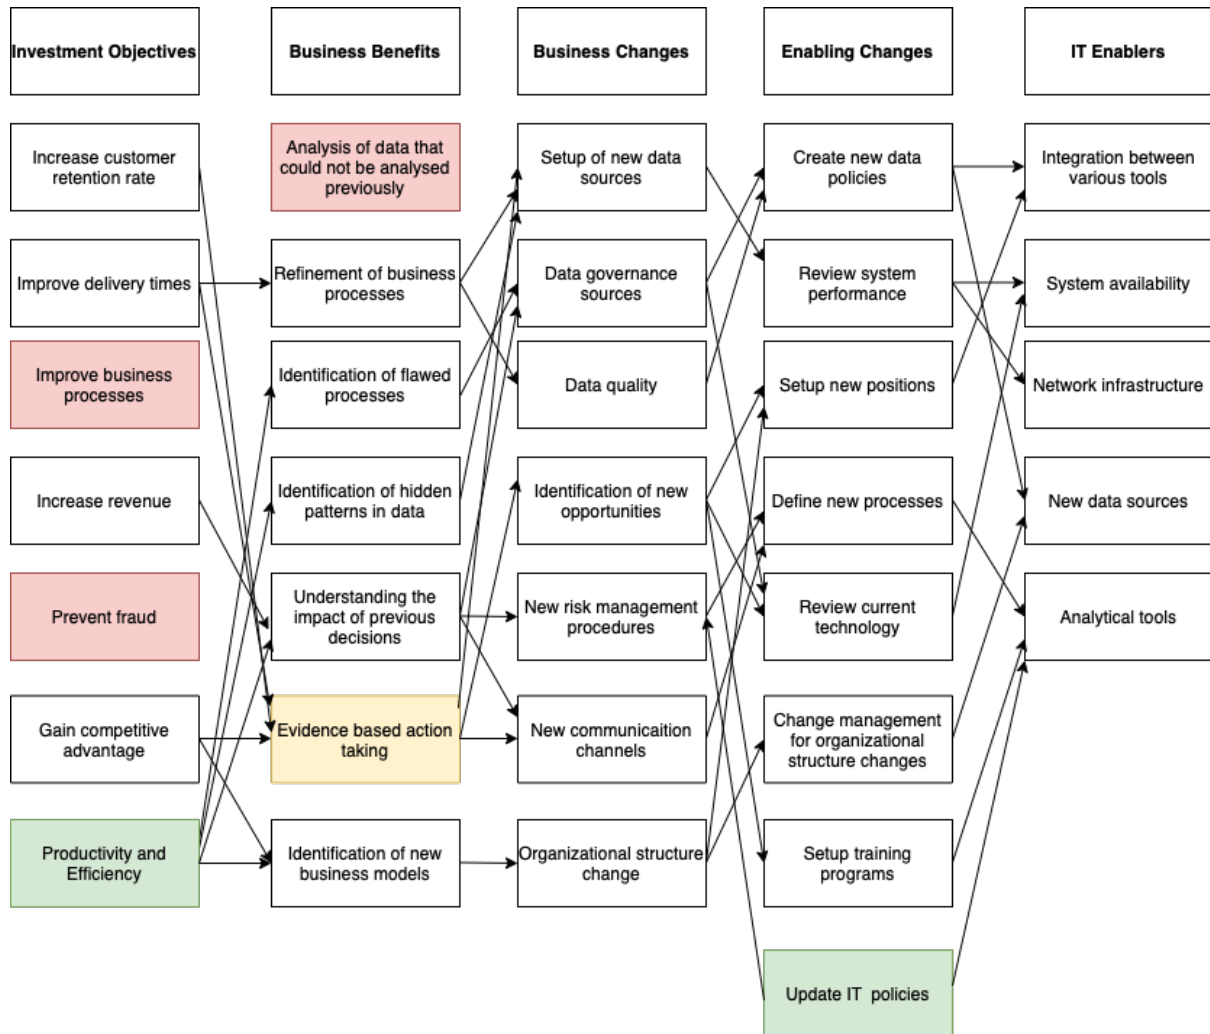 Investment Objectives
Business Benefits
Business Changes
Enabling Changes
IT Enablers
Increase customer
retention rate
Analysis of data that
could not be analysed
previously
Setup of new data
sources
Create new data
policies
Integration between
various tools
Improve delivery times
Refinement of business
processes
Data governance
sources
Review system
performance
System availability
Improve business
processes
Identification of flawed
processes
Data quality
Setup new positions
Network infrastructure
Increase revenue
Identification of hidden
patterns in data
Identification of new
opportunities
Define new processes
New data sources
Prevent fraud
Understanding the
impact of previous
decisions
New risk management
procedures
Review current
technology
Analytical tools
Gain competitive
advantage
Evidence based action
taking
New communicaition
channels
Change management
for organizational
structure changes
Productivity and
Efficiency
Identification of new
business models
Organizational structure
change
Setup training
programs
Update IT policies